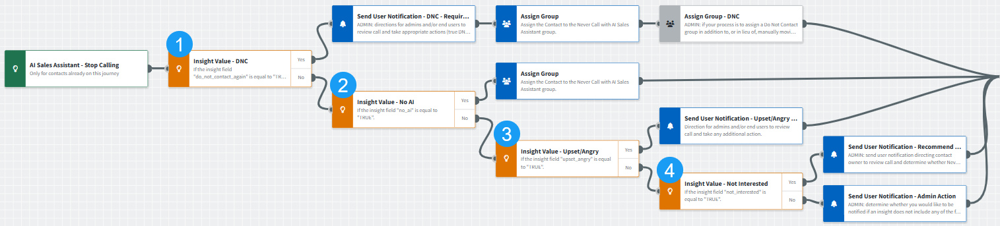 AI Sales Assistant - Stop Calling
Only for contacts already on this journey
1
Insight Value - DNC
If the insight field
"do_not_contact_again" is equal to "TR...
Yes
No
Send User Notification - DNC - Requir...
ADMIN: directions for admins and/or end users to
review call and take appropriate actions (true DN...
Assign Group
Assign the Contact to the Never Call with AI Sales
Assistant group.
Assign Group - DNC
ADMIN: if your process is to assign a Do Not Contact
group in addition to, or in lieu of, manually movi...
2
Insight Value - No AI
If the insight field "no_ai" is equal to
"TRUE".
Yes
No
Assign Group
Assign the Contact to the Never Call with AI Sales
Assistant group.
3
Insight Value - Upset/Angry
If the insight field "upset_angry" is equal
to "TRUE".
Yes
No
Send User Notification - Upset/Angry ...
Direction for admins and/or end users to review
call and take any additional action.
4
Insight Value - Not Interested
If the insight field "not_interested" is
equal to "TRUE".
Yes
No
Send User Notification - Recommend ...
ADMIN: send user notification directing contact
owner to review call and determine whether Nev...
Send User Notification - Admin Action
ADMIN: determine whether you would like to be
notified if an insight does not include any of the f...